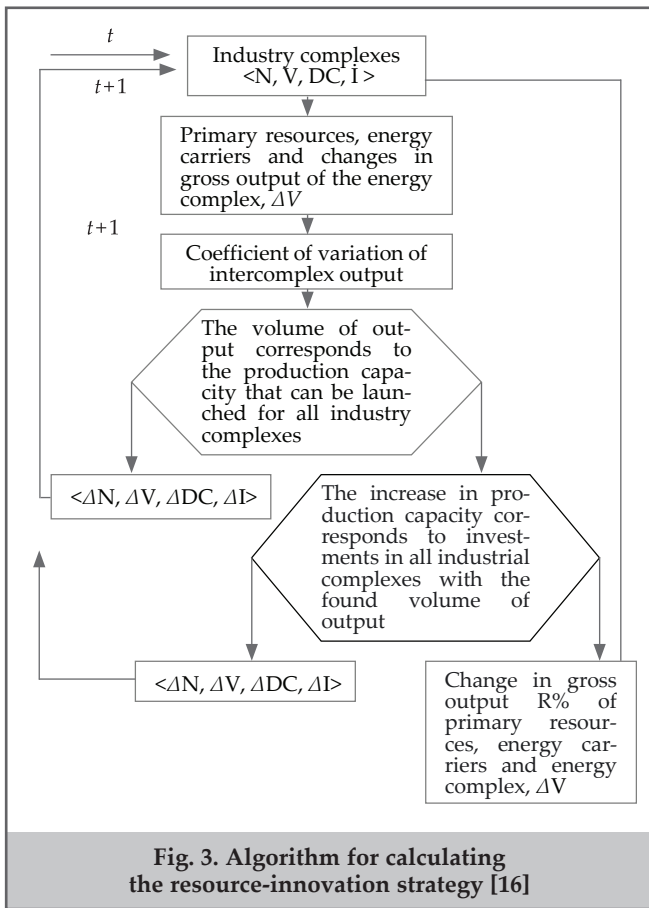 t
t+1
Industry complexes
<N, V, DC, İ >
Primary resources, energy
carriers and changes in
gross output of the energy
complex, ΔV
t+1
Coefficient of variation of
intercomplex output
The volume of out-
put corresponds to
the production capa-
city that can be laun-
ched for all industry
complexes
<ΔN, ΔV, ΔDC, ΔI>
The increase in pro-
duction capacity cor-
responds to invest-
ments in all industrial
complexes with the
found volume of
output
<ΔN, ΔV, ΔDC, ΔI>
Change in gross
output R% of
primary resour-
ces, energy car-
riers and energy
complex, ΔV
Fig. 3. Algorithm for calculating
the resource-innovation strategy [16]